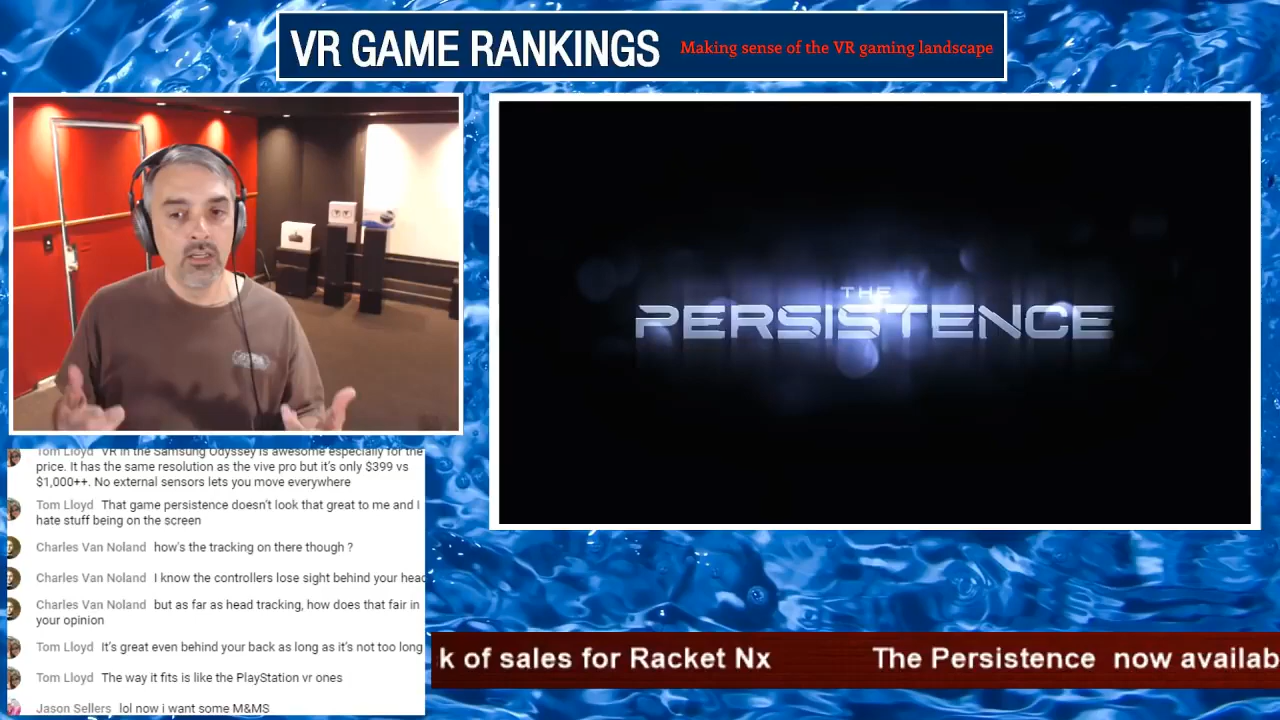 VR GAME RANKINGS Making sense of the VR gaming landscape
THE
PERSISTENCE
Tom Lloyd VR in the Samsung Odyssey is awesome especially for the
price. It has the same resolution as the vive pro but it's only $399 vs
$1,000++. No external sensors lets you move everywhere
Tom Lloyd That game persistence doesn't look that great to me and I
hate stuff being on the screen
Charles Van Noland how's the tracking on there though ?
Charles Van Noland I know the controllers lose sight behind your head
Charles Van Noland but as far as head tracking, how does that fair in
your opinion
Tom Lloyd It's great even behind your back as long as it's not too long
Tom Lloyd The way it fits is like the PlayStation vr ones
Jason Sellers lol now i want some M&MS
k of sales for Racket Nx The Persistence now availab